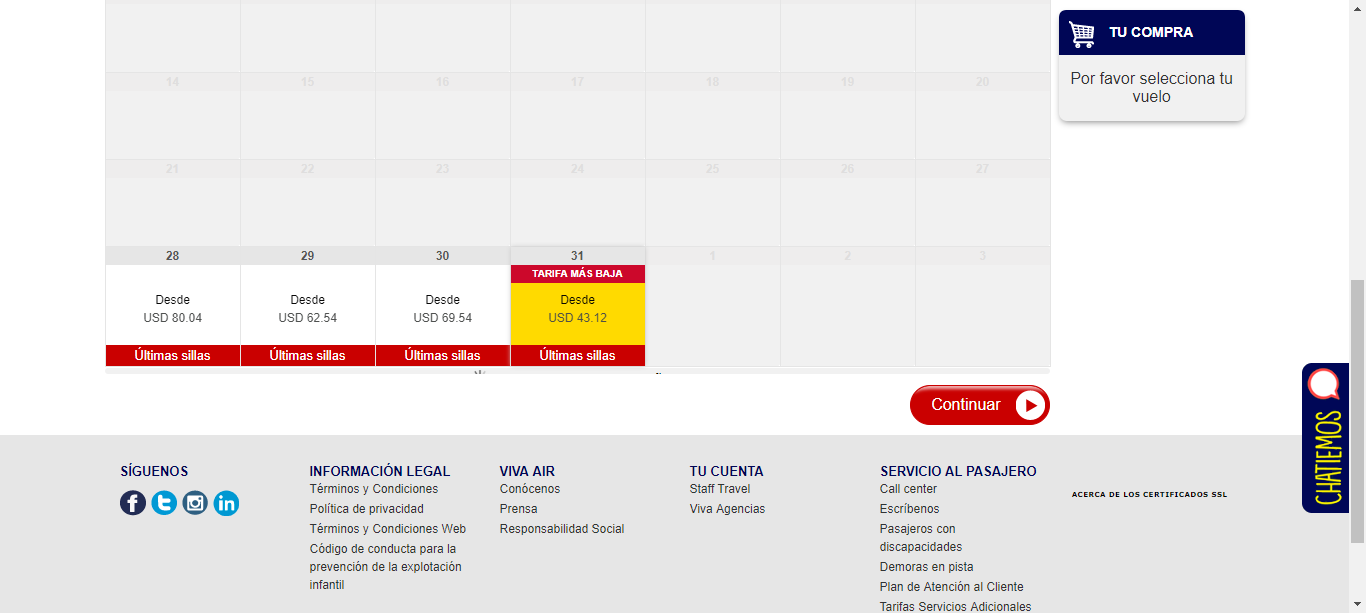 TU COMPRA
Por favor selecciona tu
vuelo
14 15 16 17 18 19 20
21 22 23 24 25 26 27
28 29 30 31 1 2 3
TARIFA MÁS BAJA
Desde Desde Desde Desde
USD 80.04 USD 62.54 USD 69.54 USD 43.12
Últimas sillas Últimas sillas Últimas sillas Últimas sillas
Continuar
CHATIEMOS
SÍGUENOS
INFORMACIÓN LEGAL
Términos y Condiciones
Política de privacidad
Términos y Condiciones Web
Código de conducta para la
prevención de la explotación
infantil
VIVA AIR
Conócenos
Prensa
Responsabilidad Social
TU CUENTA
Staff Travel
Viva Agencias
SERVICIO AL PASAJERO
Call center
Escríbenos
Pasajeros con
discapacidades
Demoras en pista
Plan de Atención al Cliente
Tarifas Servicios Adicionales
ACERCA DE LOS CERTIFICADOS SSL